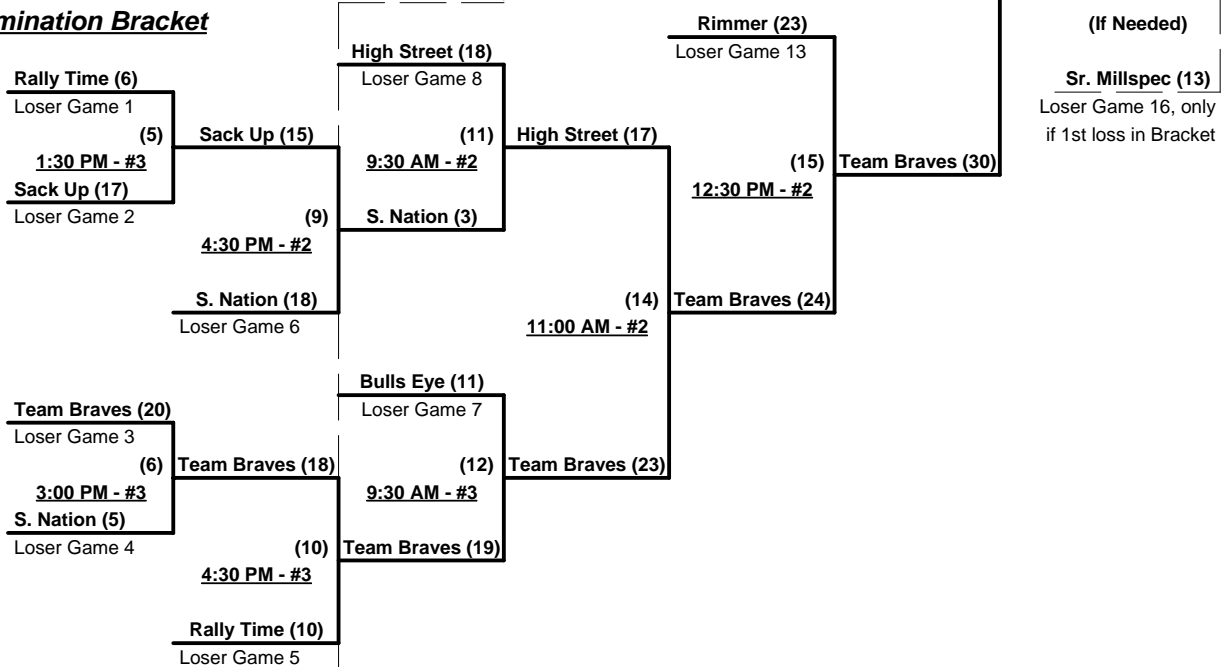 mination Bracket
Rimmer (23)
Loser Game 13
(If Needed)
High Street (18)
Loser Game 8
Rally Time (6)
Loser Game 1
Sr. Millspec (13)
Loser Game 16, only
if 1st loss in Bracket
(5)
1:30 PM - #3
Sack Up (15)
(11)
9:30 AM - #2
High Street (17)
(15)
12:30 PM - #2
Team Braves (30)
Sack Up (17)
Loser Game 2
(9)
4:30 PM - #2
S. Nation (3)
S. Nation (18)
Loser Game 6
(14)
11:00 AM - #2
Team Braves (24)
Bulls Eye (11)
Loser Game 7
Team Braves (20)
Loser Game 3
(6)
3:00 PM - #3
Team Braves (18)
(12)
9:30 AM - #3
Team Braves (23)
S. Nation (5)
Loser Game 4
(10)
4:30 PM - #3
Team Braves (19)
Rally Time (10)
Loser Game 5